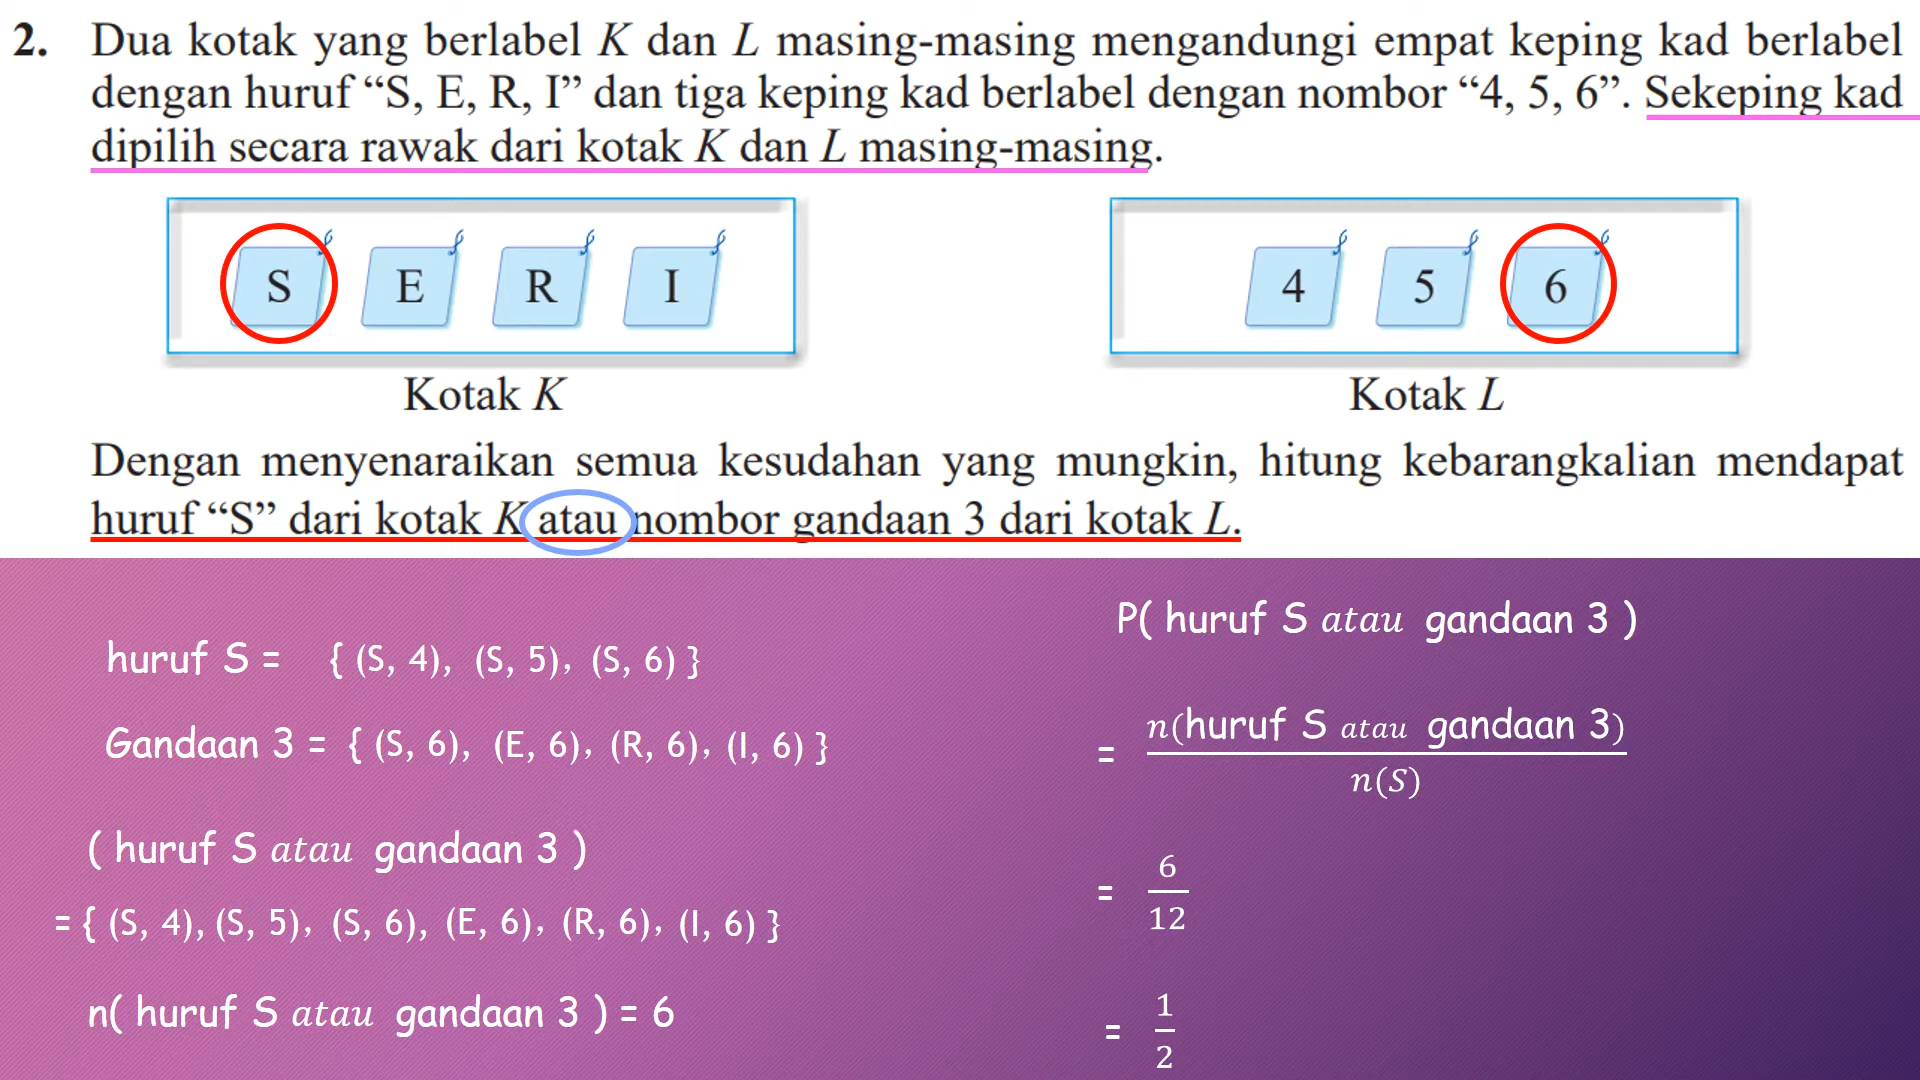 2. Dua kotak yang berlabel K dan L masing-masing mengandungi empat keping kad berlabel
dengan huruf “S, E, R, I” dan tiga keping kad berlabel dengan nombor “4, 5, 6”. Sekeping kad
dipilih secara rawak dari kotak K dan L masing-masing.
S E R I
4 5 6
Kotak K
Kotak L
Dengan menyenaraikan semua kesudahan yang mungkin, hitung kebarangkalian mendapat
huruf “S” dari kotak K atau nombor gandaan 3 dari kotak L.
huruf S = { (S, 4), (S, 5), (S, 6) }
Gandaan 3 = { (S, 6), (E, 6), (R, 6), (I, 6) }
( huruf S atau gandaan 3 )
= { (S, 4), (S, 5), (S, 6), (E, 6), (R, 6), (I, 6) }
n( huruf S atau gandaan 3 ) = 6
P( huruf S atau gandaan 3 )
n(huruf S atau gandaan 3)
=
n(S)
6
=
12
1
=
2